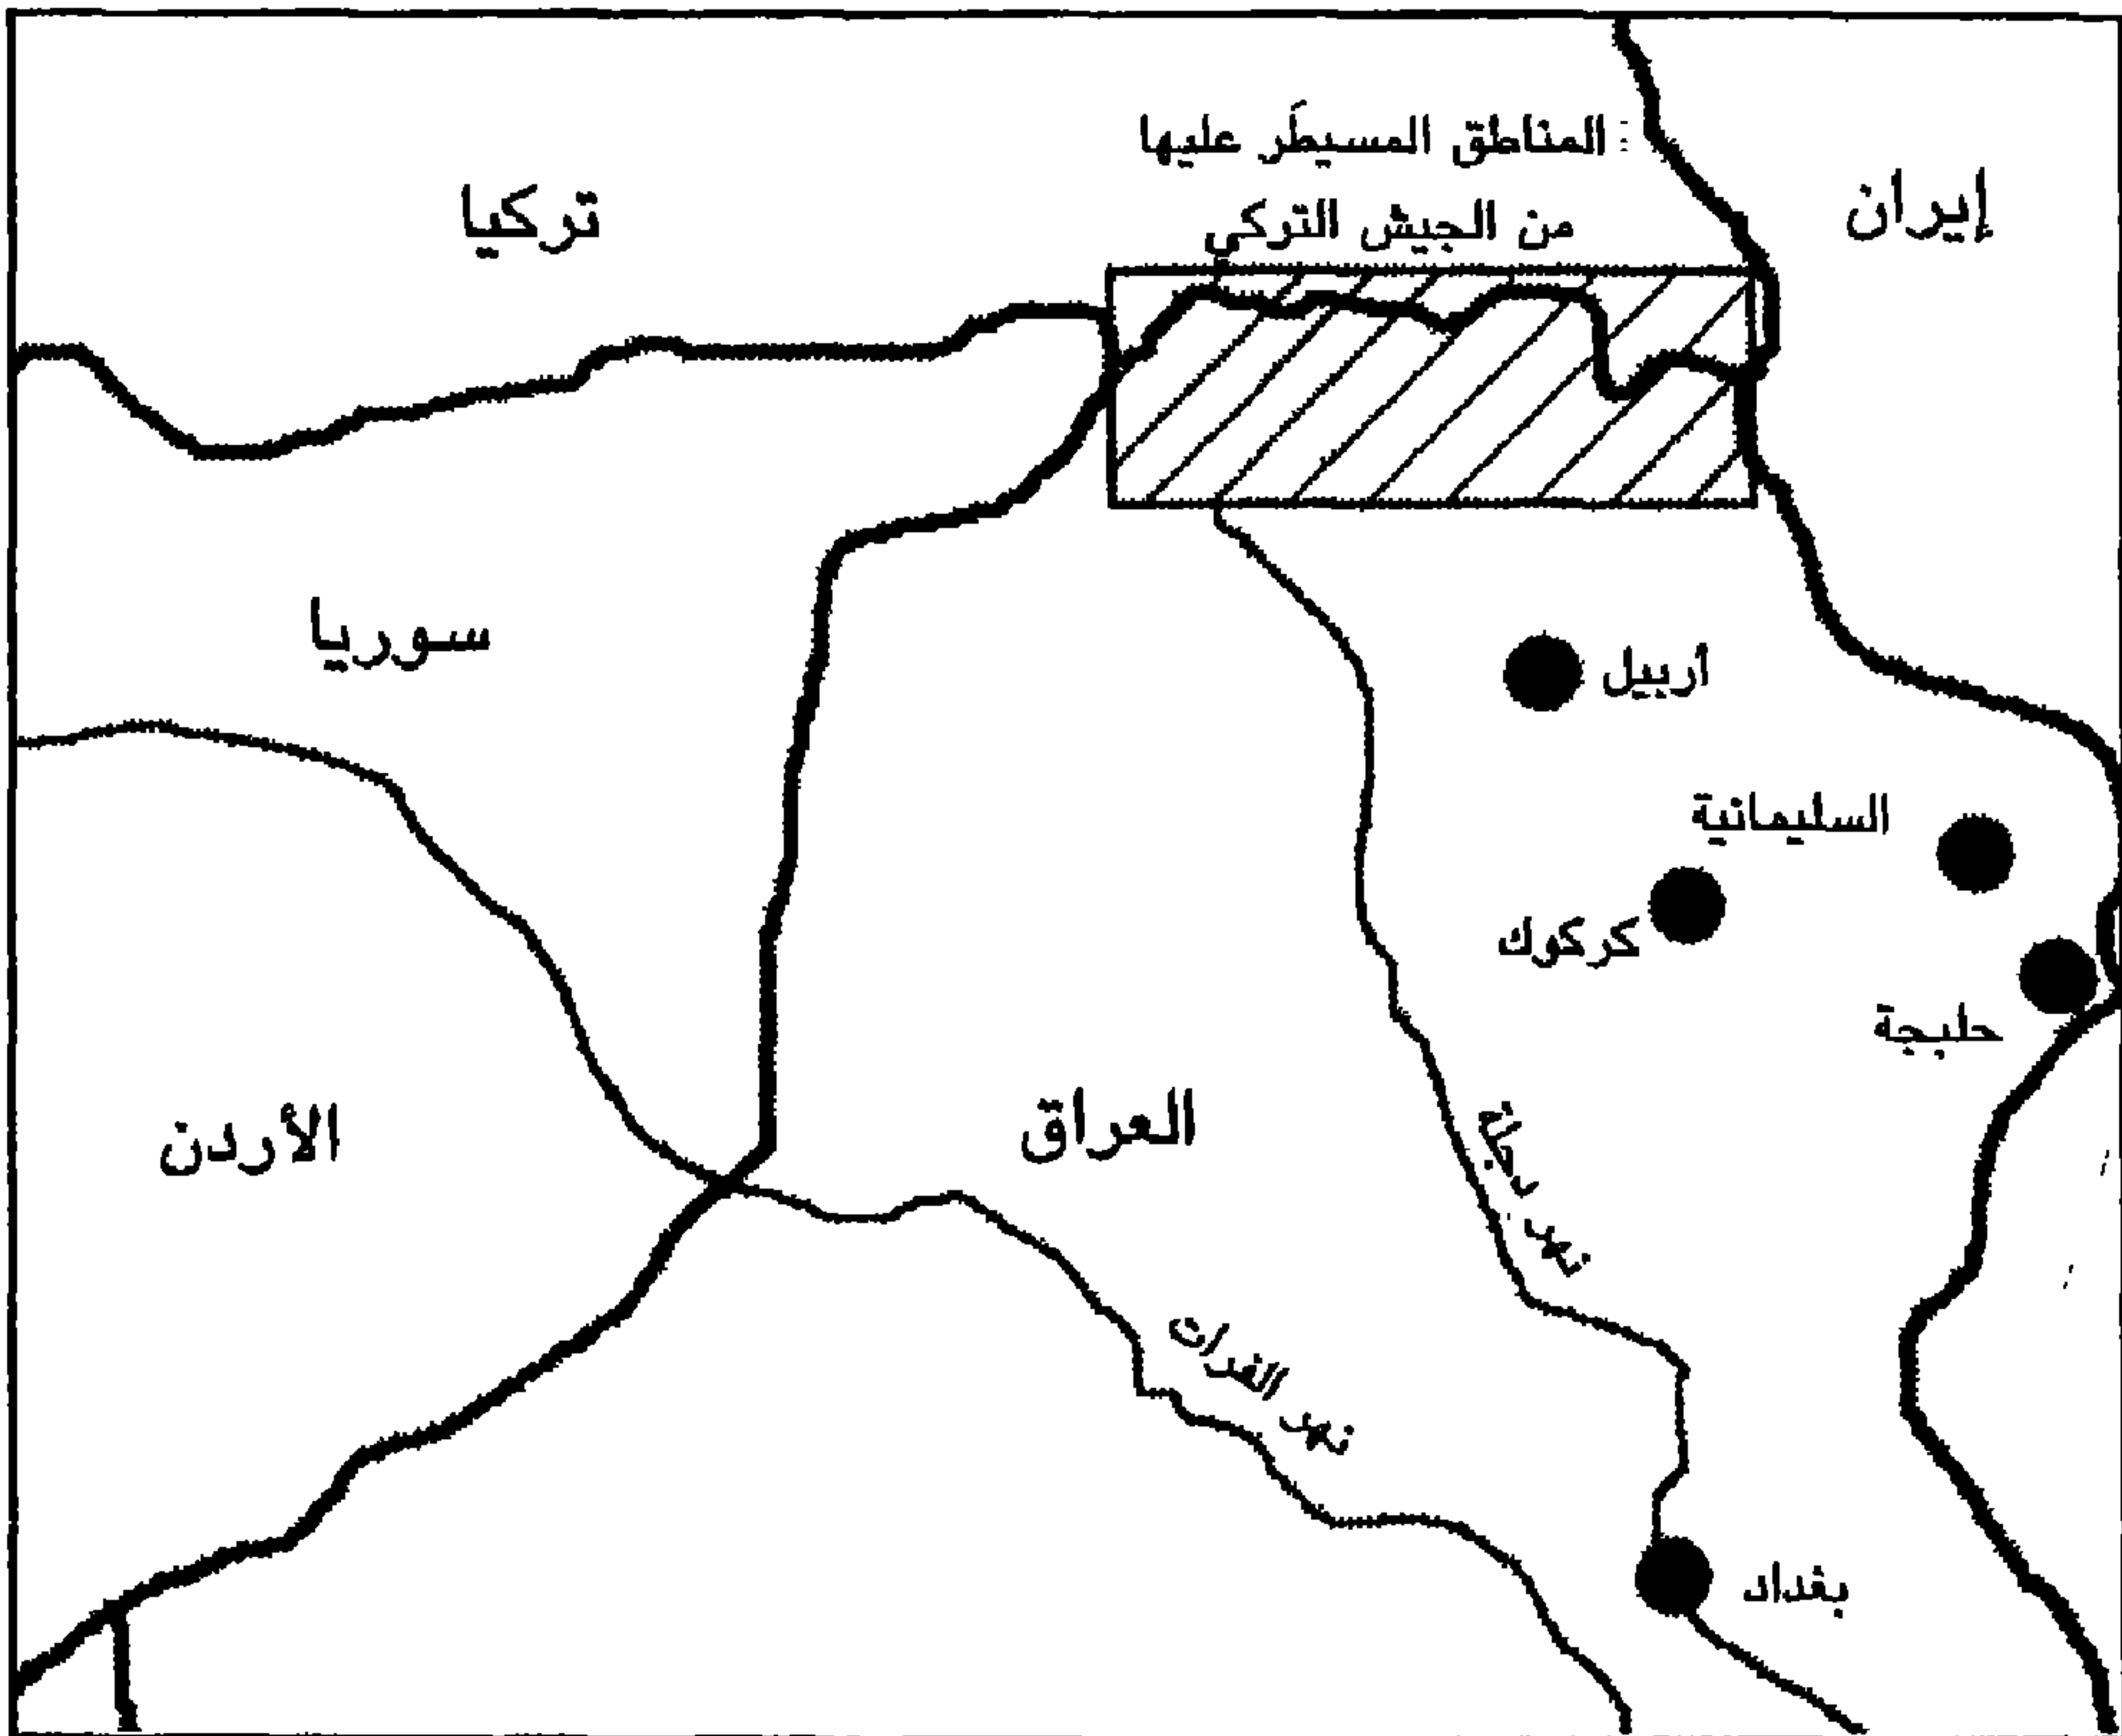 : المناطق المسيطَر عليها
من الجيش التركي
إيران
تركيا
سوريا
اربيل
السليمانية
كركوك
حلبجة
العراق
الأردن
نهر دجلة
نهر الفرات
بغداد